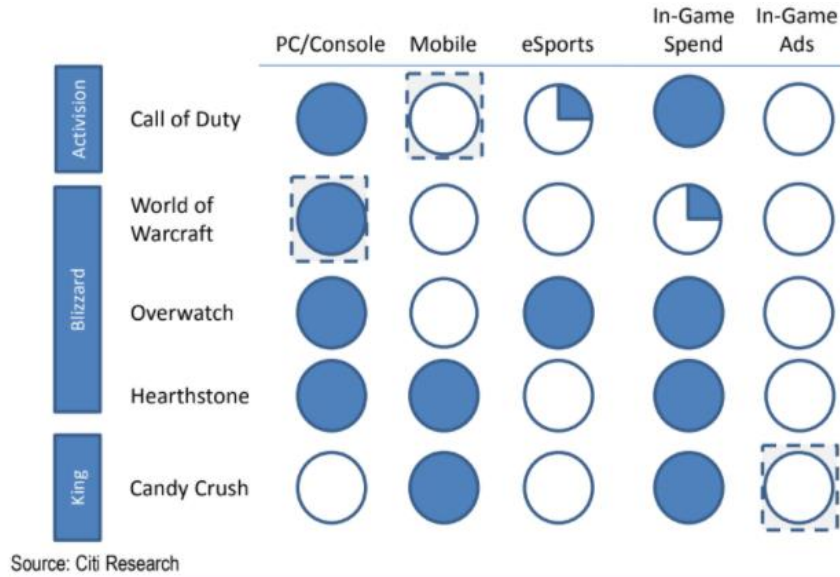 In-Game In-Game
PC/Console Mobile eSports Spend Ads
Activision
Call of Duty
Blizzard
World of
Warcraft
Overwatch
Hearthstone
King
Candy Crush
Source: Citi Research